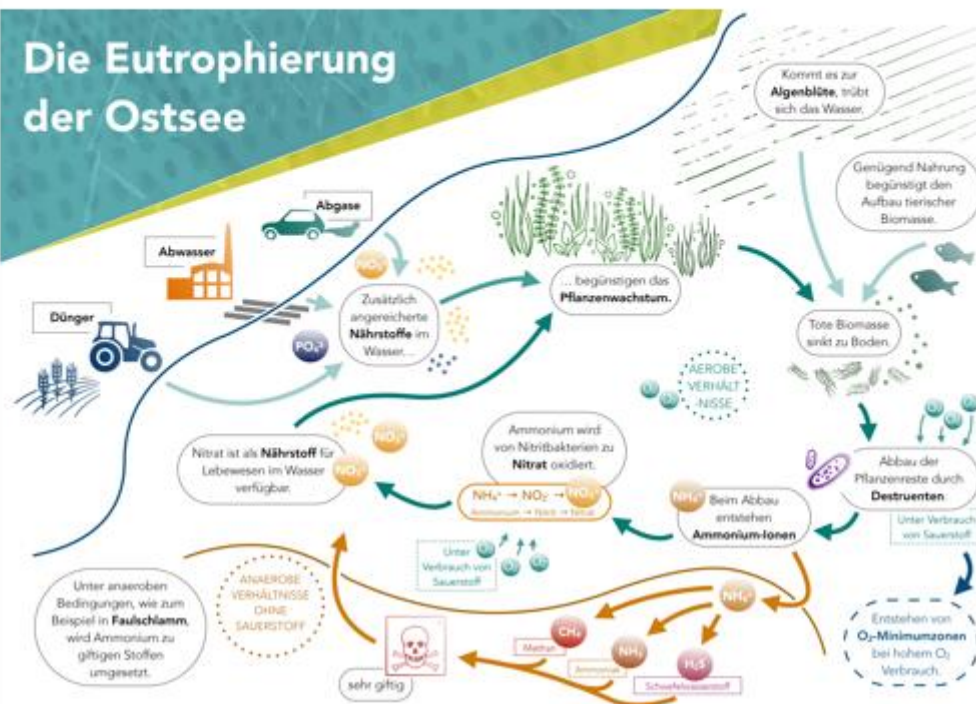 Die Eutrophierung
der Ostsee
Kommt es zur
Algenblüte, trübt
sich das Wasser.
Genügend Nahrung
begünstigt den
Aufbau tierischer
Biomasse.
Abgase
Abwasser
Dünger
Zusätzlich
angereicherte
Nährstoffe im
Wasser...
PO₄³⁻
... begünstigen das
Pflanzenwachstum.
Tote Biomasse
sinkt zu Boden.
AEROBE
VERHÄLT
-NISSE
Nitrat ist als Nährstoff für
Lebewesen im Wasser
verfügbar.
Ammonium wird
von Nitritbakterien zu
Nitrat oxidiert.
NH₄⁺ → NO₂⁻ →
Ammonium → Nitrit → Nitrat
Beim Abbau
entstehen
Ammonium-Ionen
Abbau der
Pflanzenreste durch
Destruenten
Unter Verbrauch
von Sauerstoff
Unter
Verbrauch von
Sauerstoff
Unter anaeroben
Bedingungen, wie zum
Beispiel in Faulschlamm,
wird Ammonium zu
giftigen Stoffen
umgesetzt.
ANAEROBE
VERHÄLTNISSE
OHNE
SAUERSTOFF
NH₄⁺
CH₄
Methan
NH₃
Ammoniak
H₂S
Schwefelwasserstoff
sehr giftig
Entstehen von
O₂-Minimumzonen
bei hohem O₂
Verbrauch.